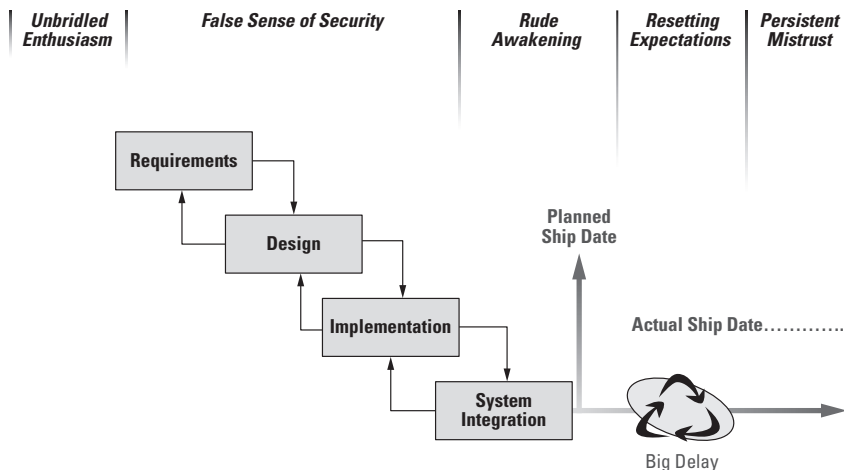 Unbridled
Enthusiasm
False Sense of Security
Rude
Awakening
Resetting
Expectations
Persistent
Mistrust
Requirements
Design
Implementation
System
Integration
Planned
Ship Date
Actual Ship Date.............
Big Delay